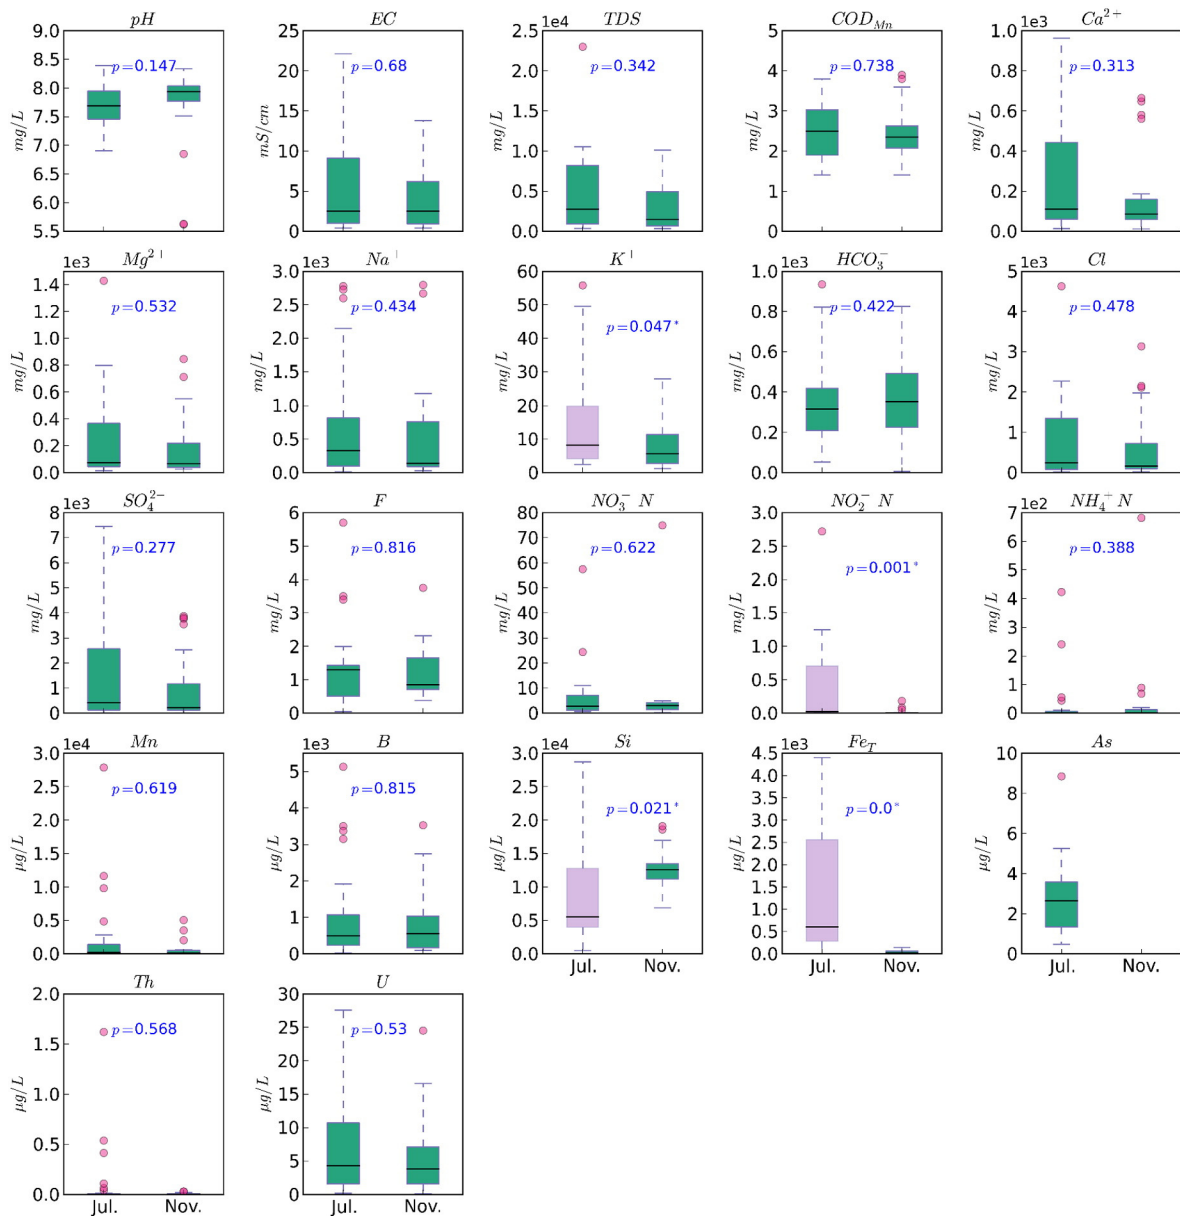 pH EC TDS COD_Mn Ca²⁺
1e4 1e3
9.0 8.5 8.0 7.5 7.0 6.5 6.0 5.5
mg/L
p=0.147
25 20 15 10 5 0
mS/cm
p=0.68
2.5 2.0 1.5 1.0 0.5 0.0
mg/L
p=0.342
5 4 3 2 1 0
mg/L
p=0.738
1.0 0.8 0.6 0.4 0.2 0.0
mg/L
p=0.313
Mg²⁺ Na⁺ K⁺ HCO₃⁻ Cl
1e3 1e3 1e3 1e3
1.4 1.2 1.0 0.8 0.6 0.4 0.2 0.0
mg/L
p=0.532
3.0 2.5 2.0 1.5 1.0 0.5 0.0
mg/L
p=0.434
60 50 40 30 20 10 0
mg/L
p=0.047*
1.0 0.8 0.6 0.4 0.2 0.0
mg/L
p=0.422
5 4 3 2 1 0
mg/L
p=0.478
SO₄²⁻ F NO₃⁻ N NO₂⁻ N NH₄⁺ N
1e3 1e2
8 7 6 5 4 3 2 1 0
mg/L
p=0.277
6 5 4 3 2 1 0
mg/L
p=0.816
80 70 60 50 40 30 20 10 0
mg/L
p=0.622
3.0 2.5 2.0 1.5 1.0 0.5 0.0
mg/L
p=0.001*
7 6 5 4 3 2 1 0
mg/L
p=0.388
Mn B Si Fe_T As
1e4 1e3 1e4 1e3
3.0 2.5 2.0 1.5 1.0 0.5 0.0
μg/L
p=0.619
5 4 3 2 1 0
μg/L
p=0.815
3.0 2.5 2.0 1.5 1.0 0.5 0.0
μg/L
p=0.021*
4.5 4.0 3.5 3.0 2.5 2.0 1.5 1.0 0.5 0.0
μg/L
p=0.0*
10 8 6 4 2 0
μg/L
Jul. Nov. Jul. Nov. Jul. Nov.
Th U
2.0 1.5 1.0 0.5 0.0
μg/L
p=0.568
30 25 20 15 10 5 0
μg/L
p=0.53
Jul. Nov. Jul. Nov.